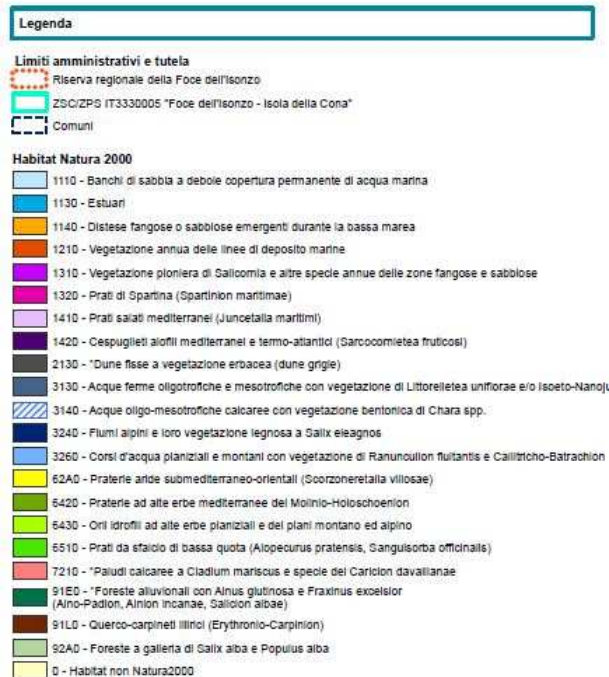 Legenda
Limiti amministrativi e tutela
Riserva regionale della Foce dell'Isonzo
ZSC/ZPS IT3330005 "Foce dell'Isonzo - Isola della Cona"
Comuni
Habitat Natura 2000
1110 - Banchi di sabbia a debole copertura permanente di acqua marina
1130 - Estuari
1140 - Distese fangose o sabbiose emergenti durante la bassa marea
1210 - Vegetazione annua delle linee di deposito marine
1310 - Vegetazione pioniera di Salicornia e altre specie annue delle zone fangose e sabbiose
1320 - Prati di Spartina (Spartinion maritimae)
1410 - Prati salati mediterranei (Juncetalia maritimi)
1420 - Cespuglieti alofili mediterranei e termo-atlantici (Sarcocornietea fruticosi)
2130 - *Dune fisse a vegetazione erbacea (dune grigie)
3130 - Acque ferme oligotrofiche e mesotrofiche con vegetazione di Littorelletea uniflorae e/o Isoeto-Nanoju
3140 - Acque oligo-mesotrofiche calcaree con vegetazione bentonica di Chara spp.
3240 - Fiumi alpini e loro vegetazione legnosa a Salix eleagnos
3260 - Corsi d'acqua planiziali e montani con vegetazione di Ranunculion fluitantis e Callitricho-Batrachion
62A0 - Praterie aride submediterraneo-orientali (Scorzoneretalia villosae)
6420 - Praterie ad alte erbe mediterranee del Molinio-Holoschoenion
6430 - Orli idrofili ad alte erbe planiziali e dei piani montano ed alpino
6510 - Prati da sfalcio di bassa quota (Alopecurus pratensis, Sanguisorba officinalis)
7210 - *Paludi calcaree a Cladium mariscus e specie del Caricion davallianae
91E0 - *Foreste alluvionali con Alnus glutinosa e Fraxinus excelsior
(Alno-Padion, Alnion incanae, Salicion albae)
91L0 - Querco-carpineti illirici (Erythronio-Carpinion)
92A0 - Foreste a galleria di Salix alba e Populus alba
0 - Habitat non Natura2000